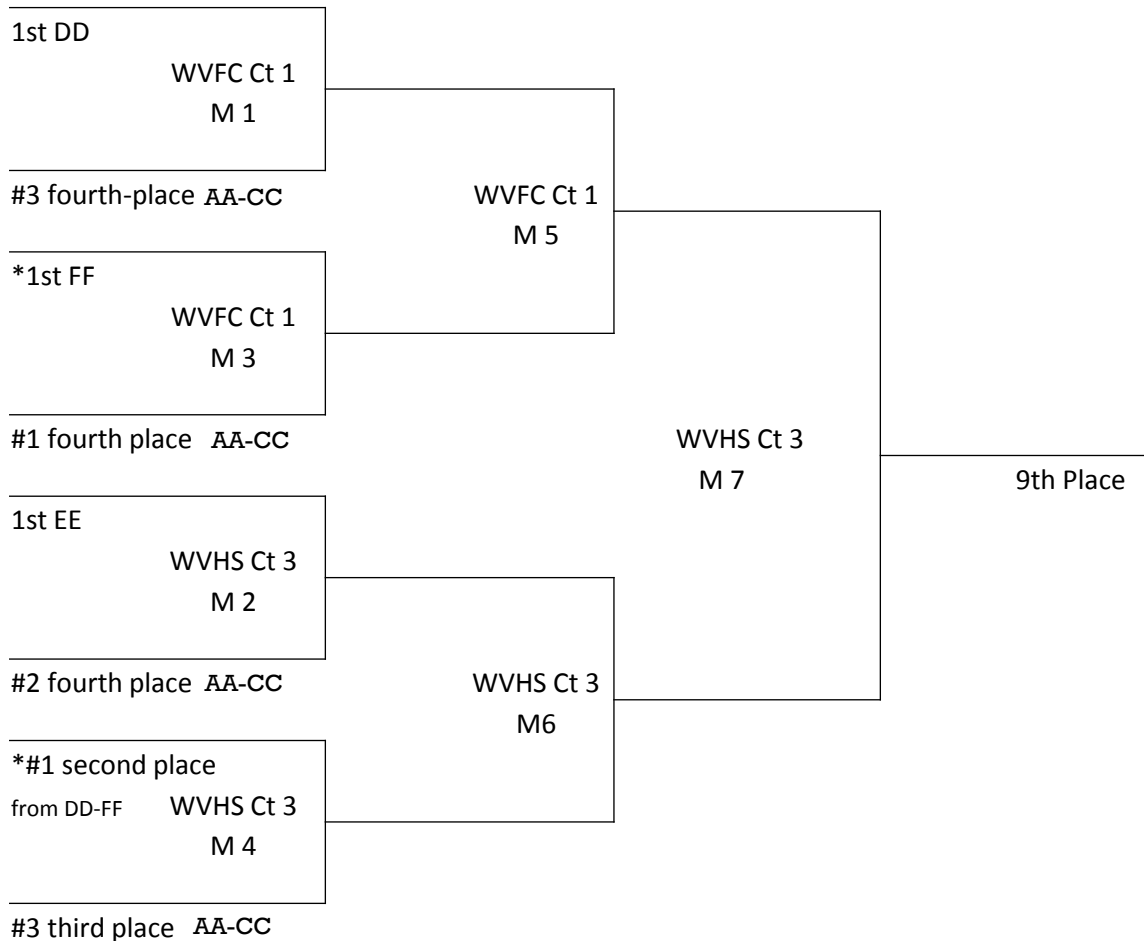 1st DD
WVFC Ct 1
M 1
#3 fourth-place AA-CC
WVFC Ct 1
M 5
*1st FF
WVFC Ct 1
M 3
#1 fourth place AA-CC
WVHS Ct 3
M 7
9th Place
1st EE
WVHS Ct 3
M 2
#2 fourth place AA-CC
WVHS Ct 3
M6
*#1 second place
from DD-FF WVHS Ct 3
M 4
#3 third place AA-CC